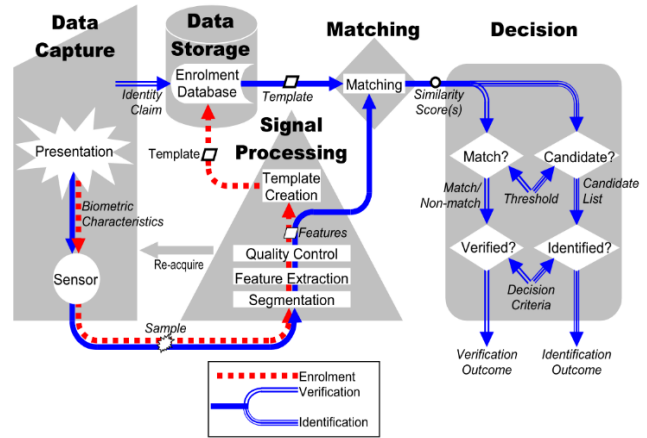 Data
Capture
Data
Storage
Matching
Decision
Enrolment
Database
Identity
Claim
Template
Matching
Similarity
Score(s)
Signal
Processing
Presentation
Template
Template
Creation
Match?
Candidate?
Match/
Non-match
Threshold
Candidate
List
Biometric
Characteristics
Features
Quality Control
Verified?
Identified?
Re-acquire
Sensor
Feature Extraction
Segmentation
Decision
Criteria
Sample
Verification
Outcome
Identification
Outcome
Enrolment
Verification
Identification